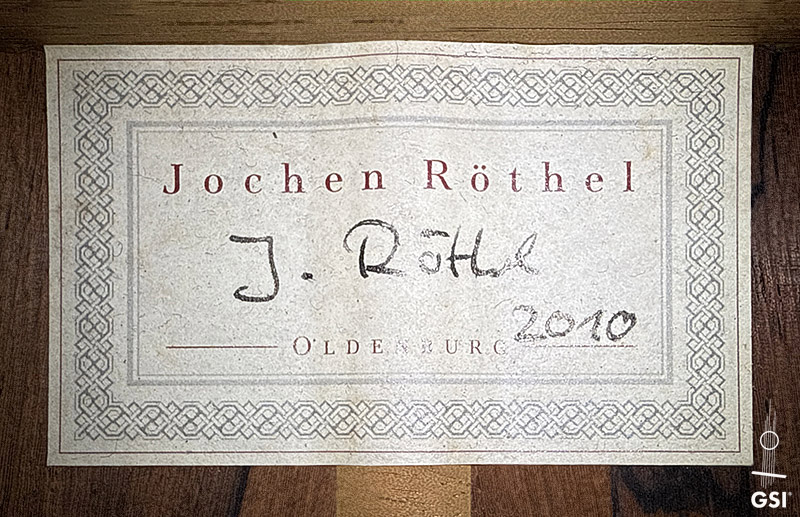 Jochen Röthel
J. Röthel
2010
OLDENBURG
GSI